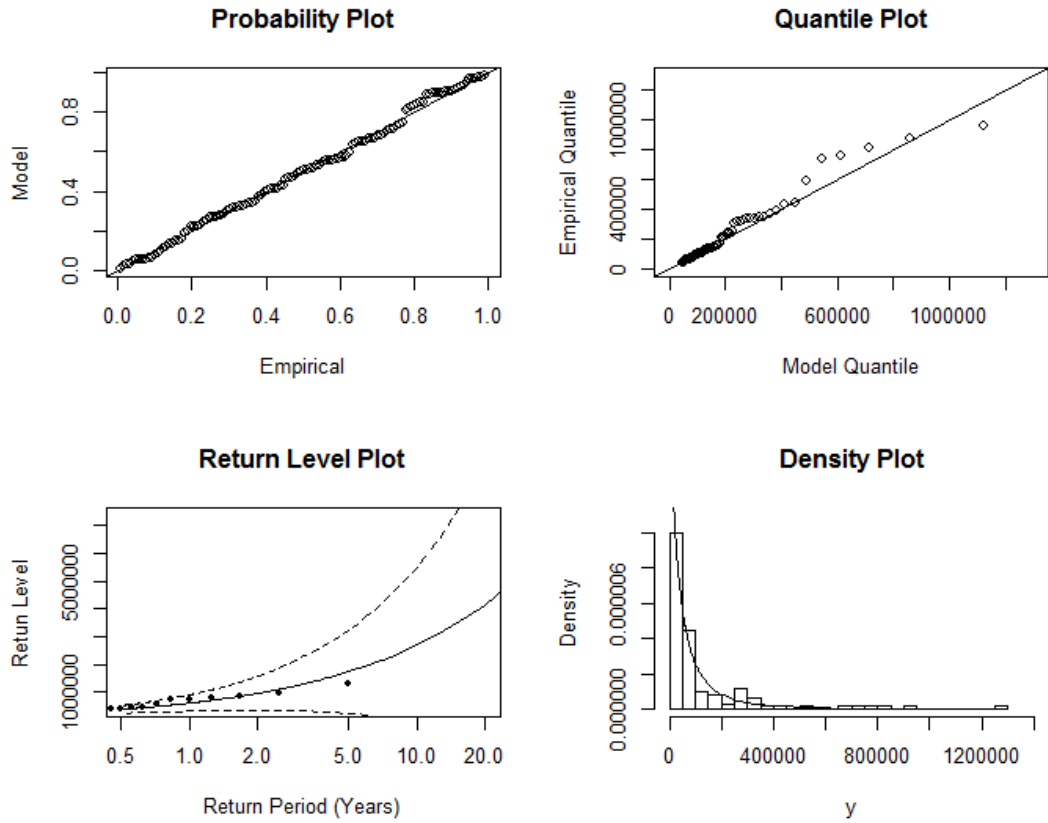 Probability Plot
Model
0.0 0.4 0.8
0.0 0.2 0.4 0.6 0.8 1.0
Empirical
Quantile Plot
Empirical Quantile
0 400000 1000000
0 200000 600000 1000000
Model Quantile
Return Level Plot
Retun Level
1000000 5000000
0.5 1.0 2.0 5.0 10.0 20.0
Return Period (Years)
Density Plot
Density
0.000000 0.000006
0 400000 800000 1200000
y